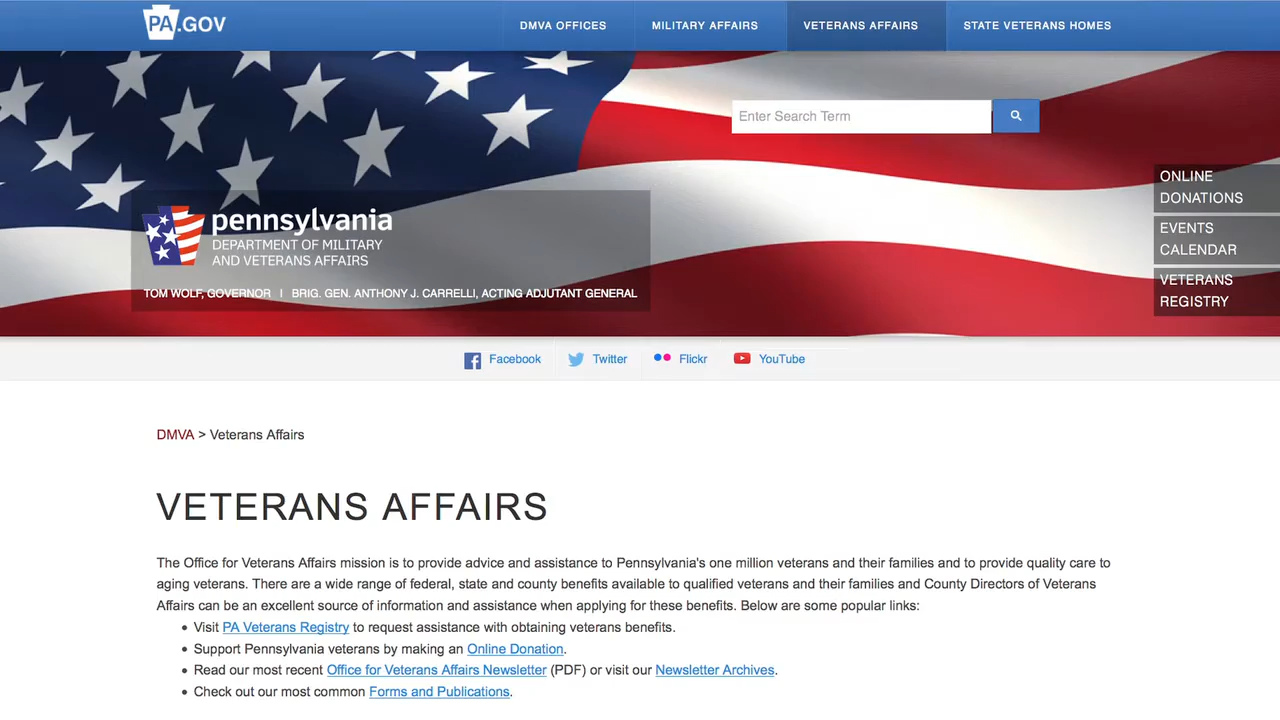 PA.GOV
DMVA OFFICES
MILITARY AFFAIRS
VETERANS AFFAIRS
STATE VETERANS HOMES
Enter Search Term
ONLINE
DONATIONS
EVENTS
CALENDAR
VETERANS
REGISTRY
pennsylvania
DEPARTMENT OF MILITARY
AND VETERANS AFFAIRS
TOM WOLF, GOVERNOR | BRIG. GEN. ANTHONY J. CARRELLI, ACTING ADJUTANT GENERAL
Facebook
Twitter
Flickr
YouTube
DMVA > Veterans Affairs
VETERANS AFFAIRS
The Office for Veterans Affairs mission is to provide advice and assistance to Pennsylvania's one million veterans and their families and to provide quality care to
aging veterans. There are a wide range of federal, state and county benefits available to qualified veterans and their families and County Directors of Veterans
Affairs can be an excellent source of information and assistance when applying for these benefits. Below are some popular links:
• Visit PA Veterans Registry to request assistance with obtaining veterans benefits.
• Support Pennsylvania veterans by making an Online Donation.
• Read our most recent Office for Veterans Affairs Newsletter (PDF) or visit our Newsletter Archives.
• Check out our most common Forms and Publications.